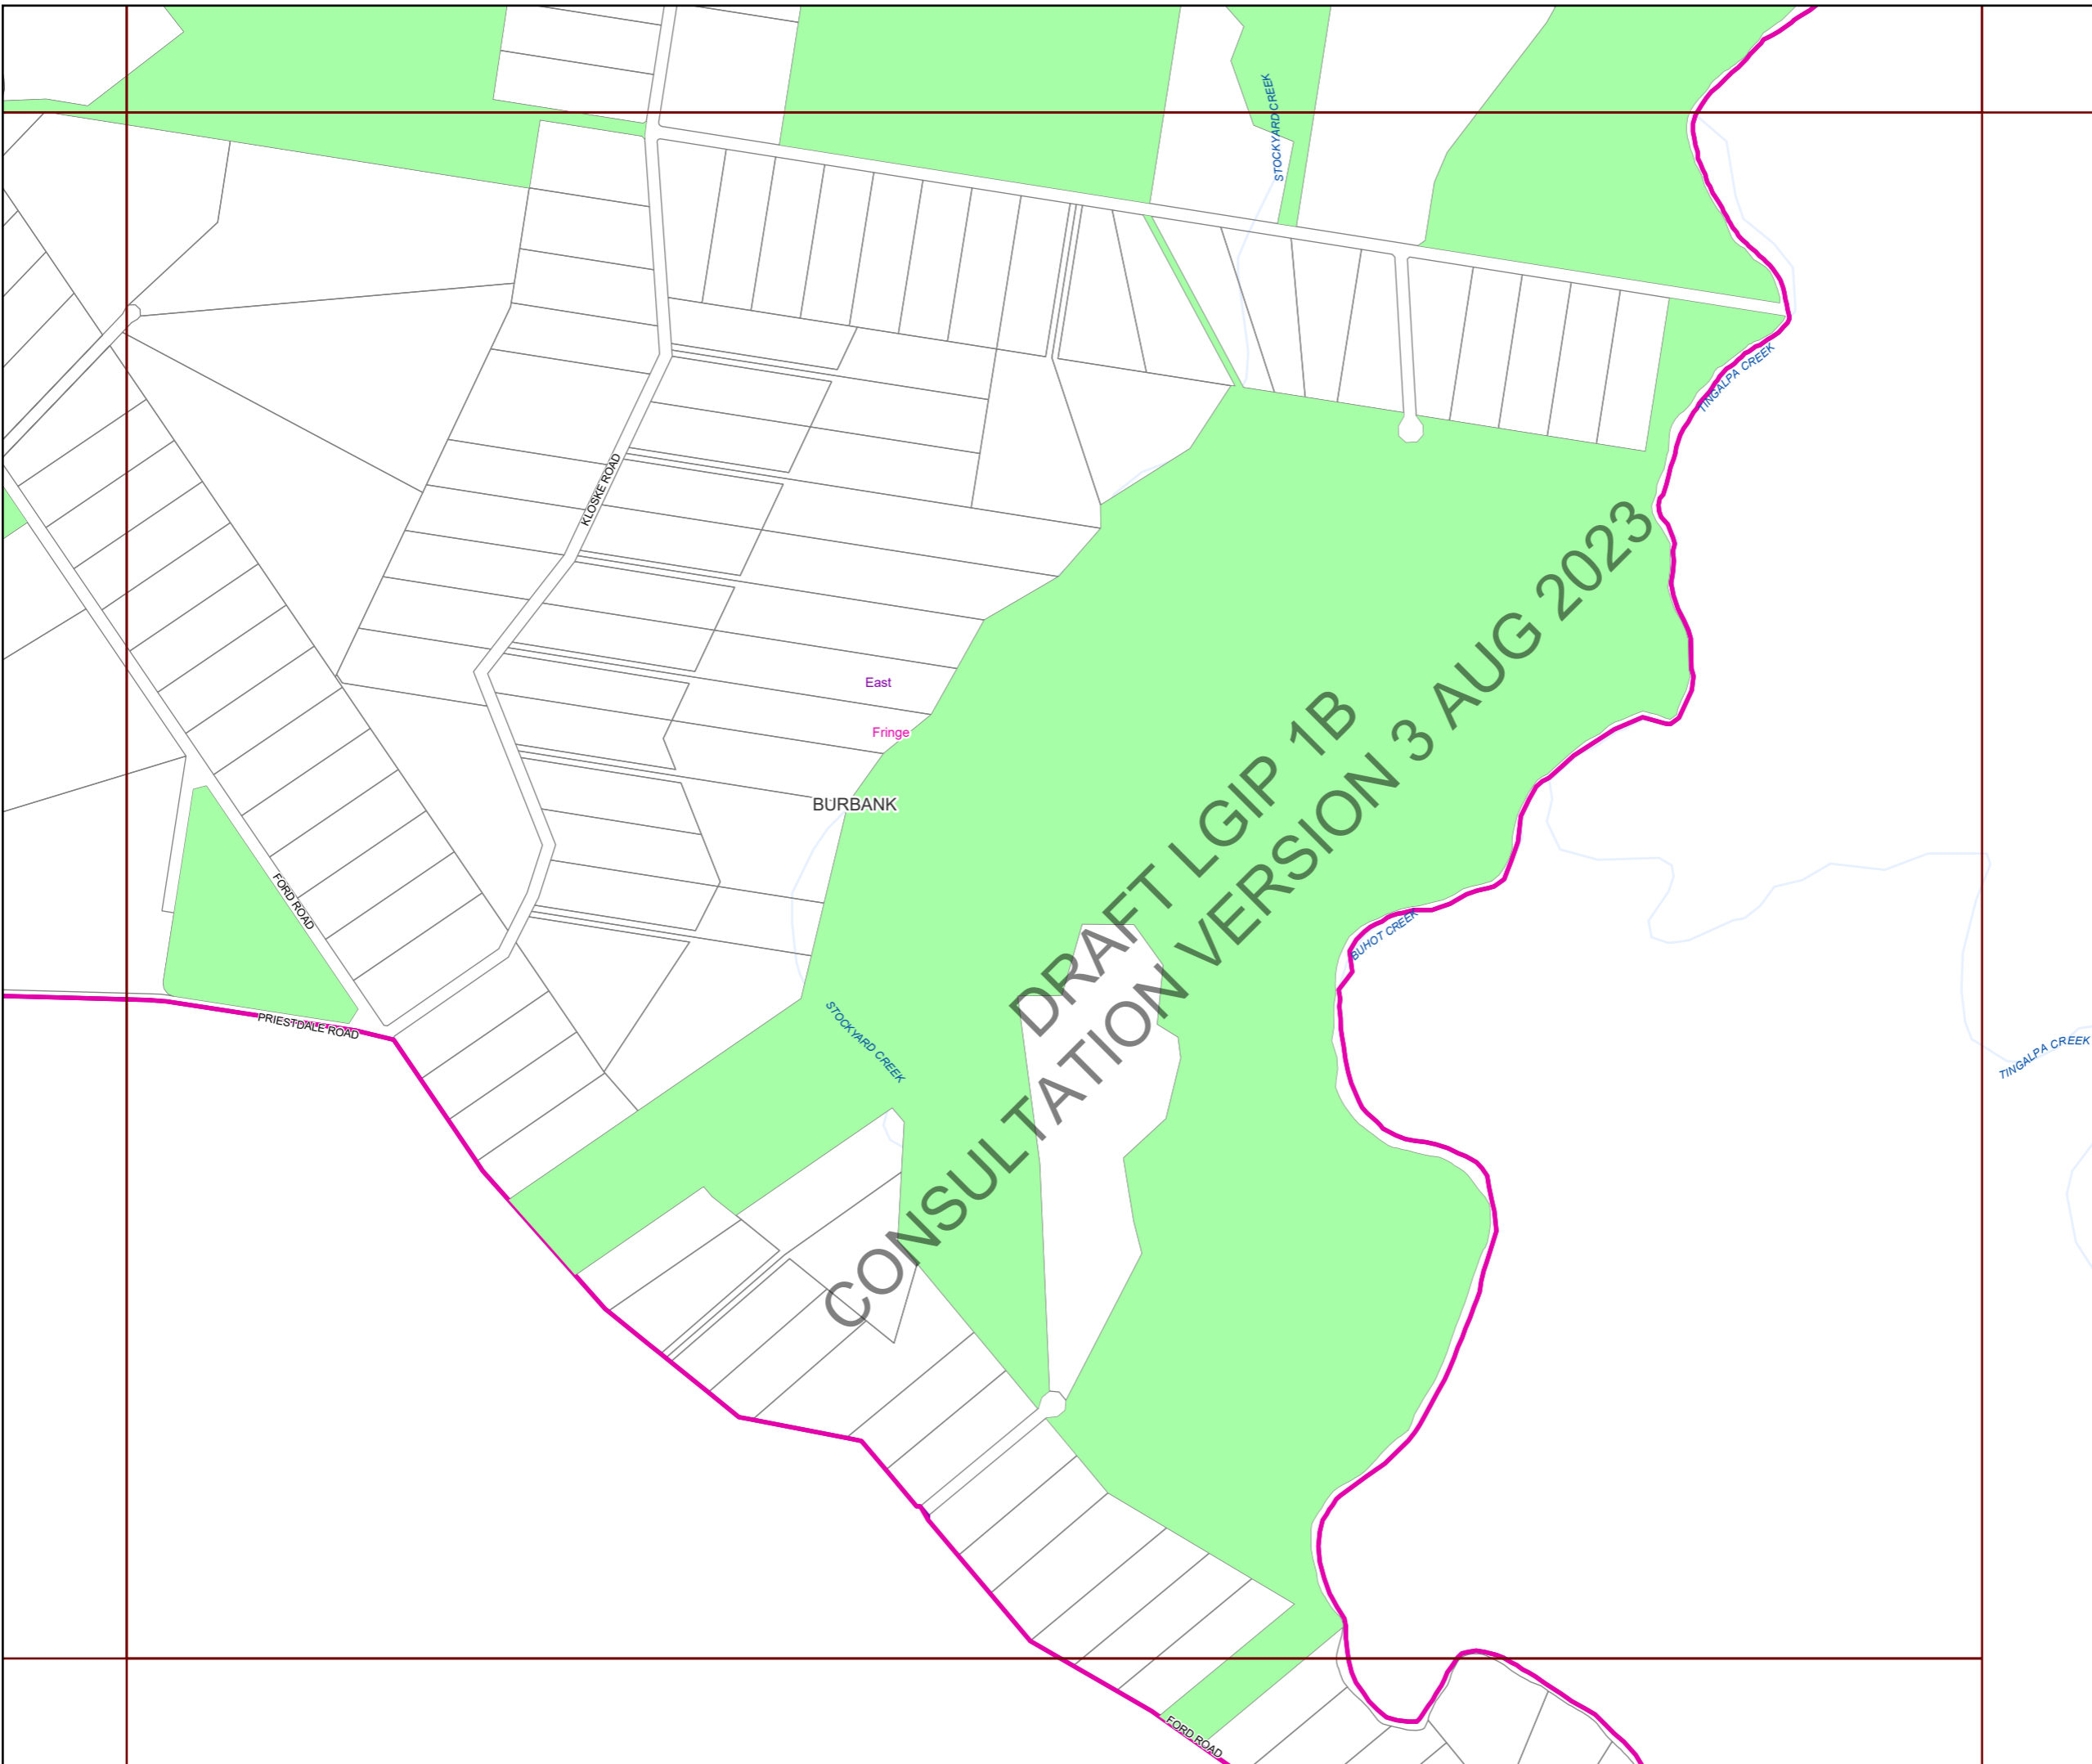 STOCKYARD CREEK
TINGALPA CREEK
KLOSKE ROAD
East
Fringe
BURBANK
DRAFT LGIP 1B
CONSULTATION VERSION 3 AUG 2023
FORD ROAD
BUHOT CREEK
STOCKYARD CREEK
PRIESTDALE ROAD
TINGALPA CREEK
FORD ROAD